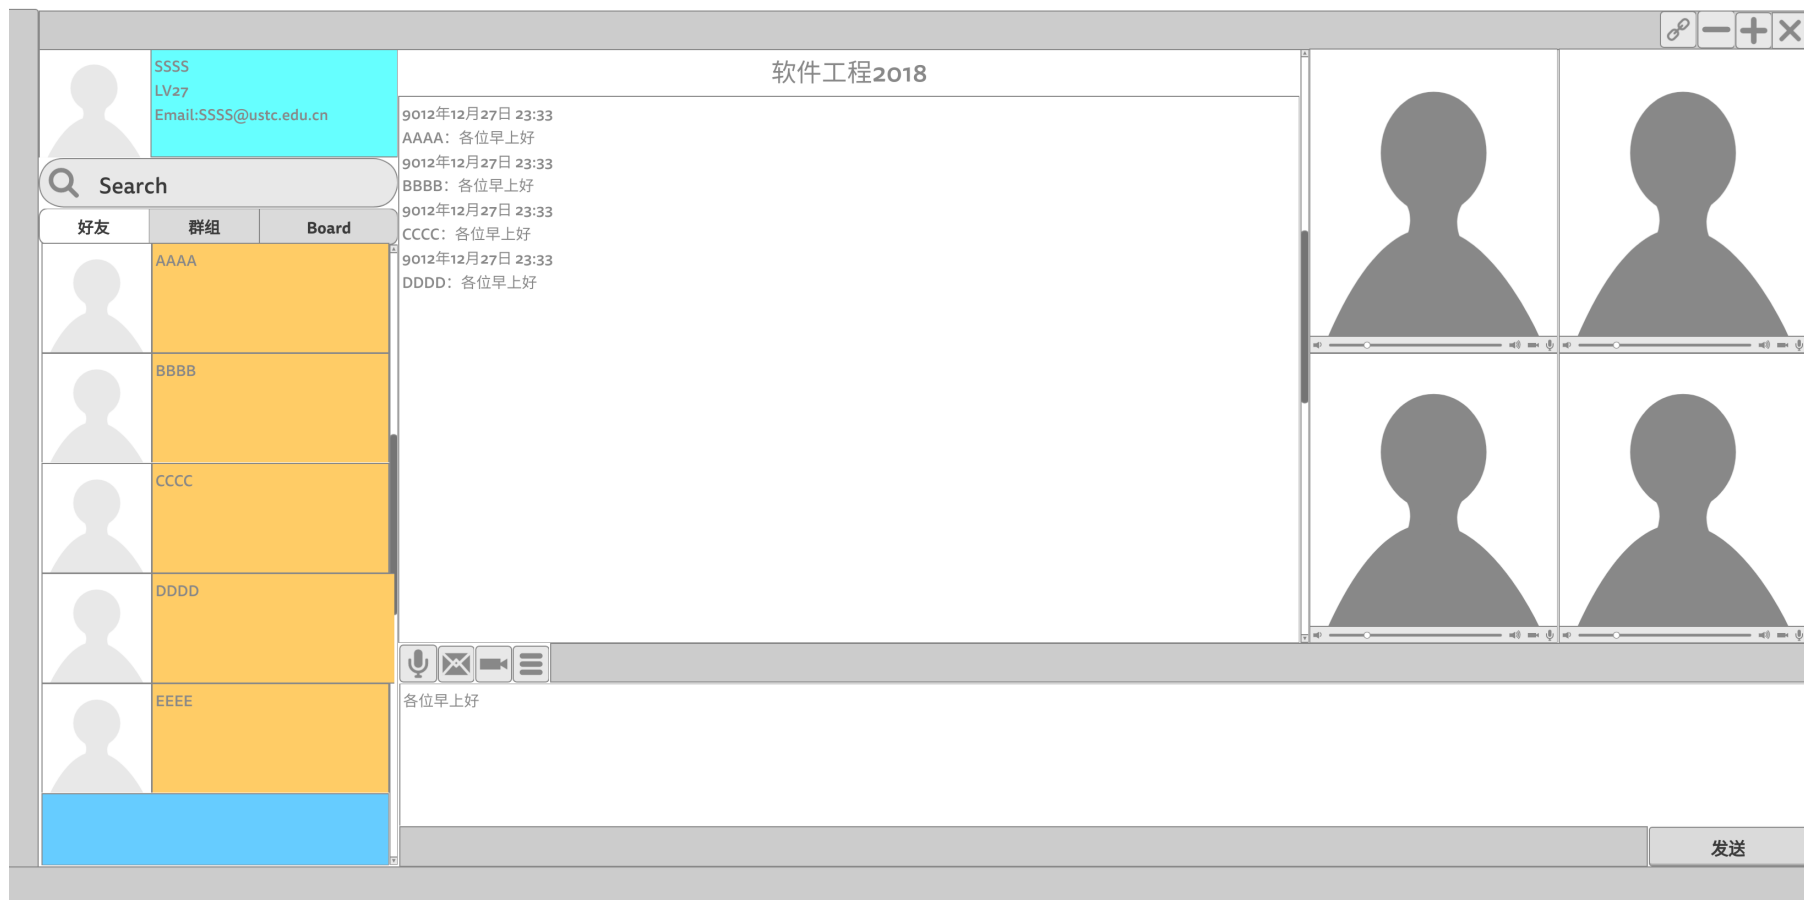 SSSS
LV27
Email:SSSS@ustc.edu.cn
Search
好友
群组
Board
AAAA
BBBB
CCCC
DDDD
EEEE
软件工程2018
9012年12月27日 23:33
AAAA：各位早上好
9012年12月27日 23:33
BBBB：各位早上好
9012年12月27日 23:33
CCCC：各位早上好
9012年12月27日 23:33
DDDD：各位早上好
各位早上好
发送